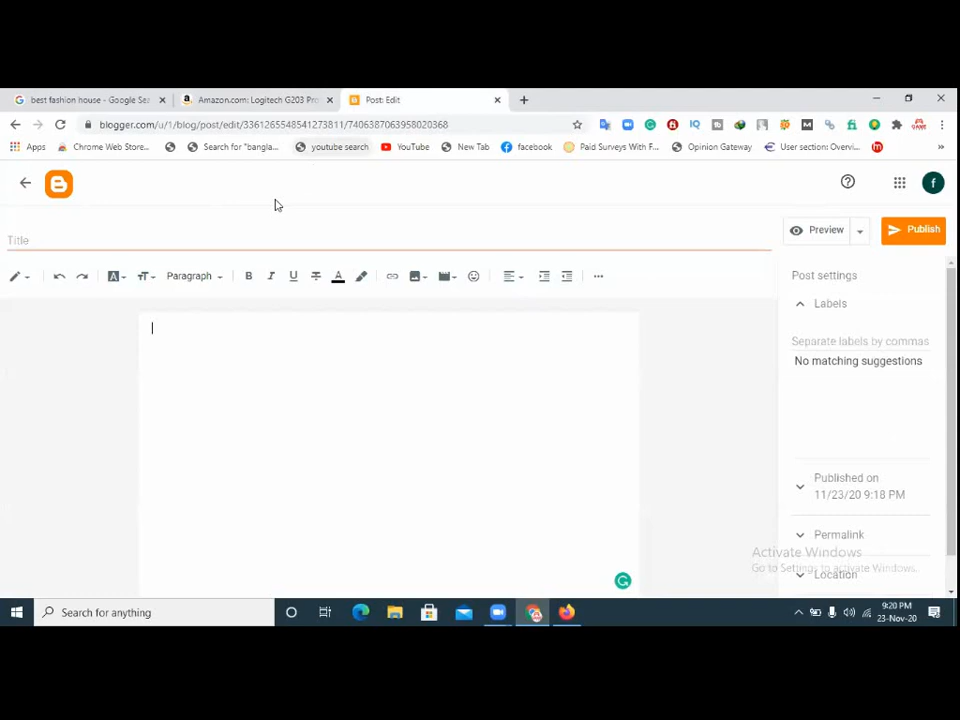 best fashion house - Google Sea
Amazon.com: Logitech G203 Pro
Post: Edit
blogger.com/u/1/blog/post/edit/3361265548541273811/7406387063958020368
Apps
Chrome Web Store...
Search for "bangla...
youtube search
YouTube
New Tab
facebook
Paid Surveys With F...
Opinion Gateway
User section: Overvi...
»
f
Title
Preview
Publish
Paragraph
Post settings
Labels
Separate labels by commas
No matching suggestions
Published on
11/23/20 9:18 PM
Permalink
Activate Windows
Go to Settings to activate Windows.
Location
Search for anything
9:20 PM
23-Nov-20